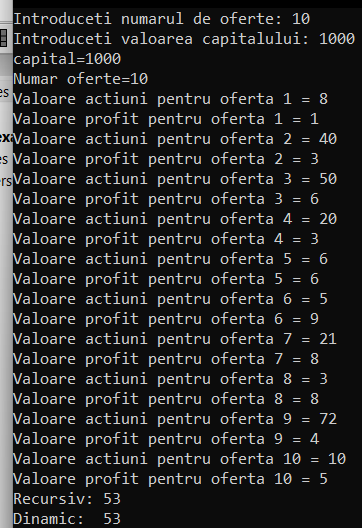 Introduceti numarul de oferte: 10
Introduceti valoarea capitalului: 1000
capital=1000
Numar oferte=10
es
Valoare actiuni pentru oferta 1 = 8
Valoare profit pentru oferta 1 = 1
exa
Valoare actiuni pentru oferta 2 = 40
es
Valoare profit pentru oferta 2 = 3
ers
Valoare actiuni pentru oferta 3 = 50
Valoare profit pentru oferta 3 = 6
Valoare actiuni pentru oferta 4 = 20
Valoare profit pentru oferta 4 = 3
Valoare actiuni pentru oferta 5 = 6
Valoare profit pentru oferta 5 = 6
Valoare actiuni pentru oferta 6 = 5
Valoare profit pentru oferta 6 = 9
Valoare actiuni pentru oferta 7 = 21
Valoare profit pentru oferta 7 = 8
Valoare actiuni pentru oferta 8 = 3
Valoare profit pentru oferta 8 = 8
Valoare actiuni pentru oferta 9 = 72
Valoare profit pentru oferta 9 = 4
Valoare actiuni pentru oferta 10 = 10
Valoare profit pentru oferta 10 = 5
Recursiv: 53
Dinamic:  53